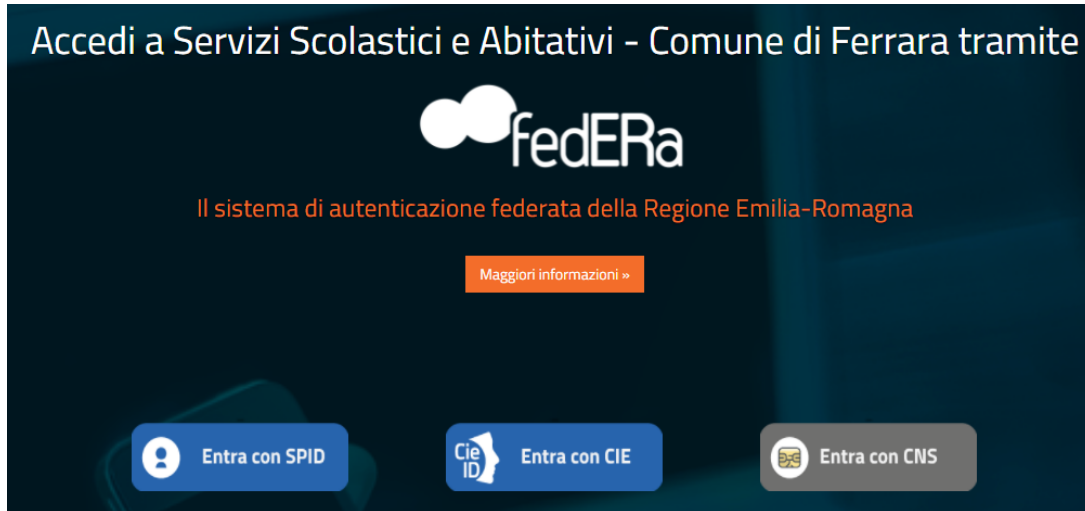 Accedi a Servizi Scolastici e Abitativi - Comune di Ferrara tramite
fedERa
Il sistema di autenticazione federata della Regione Emilia-Romagna
Maggiori informazioni »
Entra con SPID
Cie ID
Entra con CIE
Entra con CNS